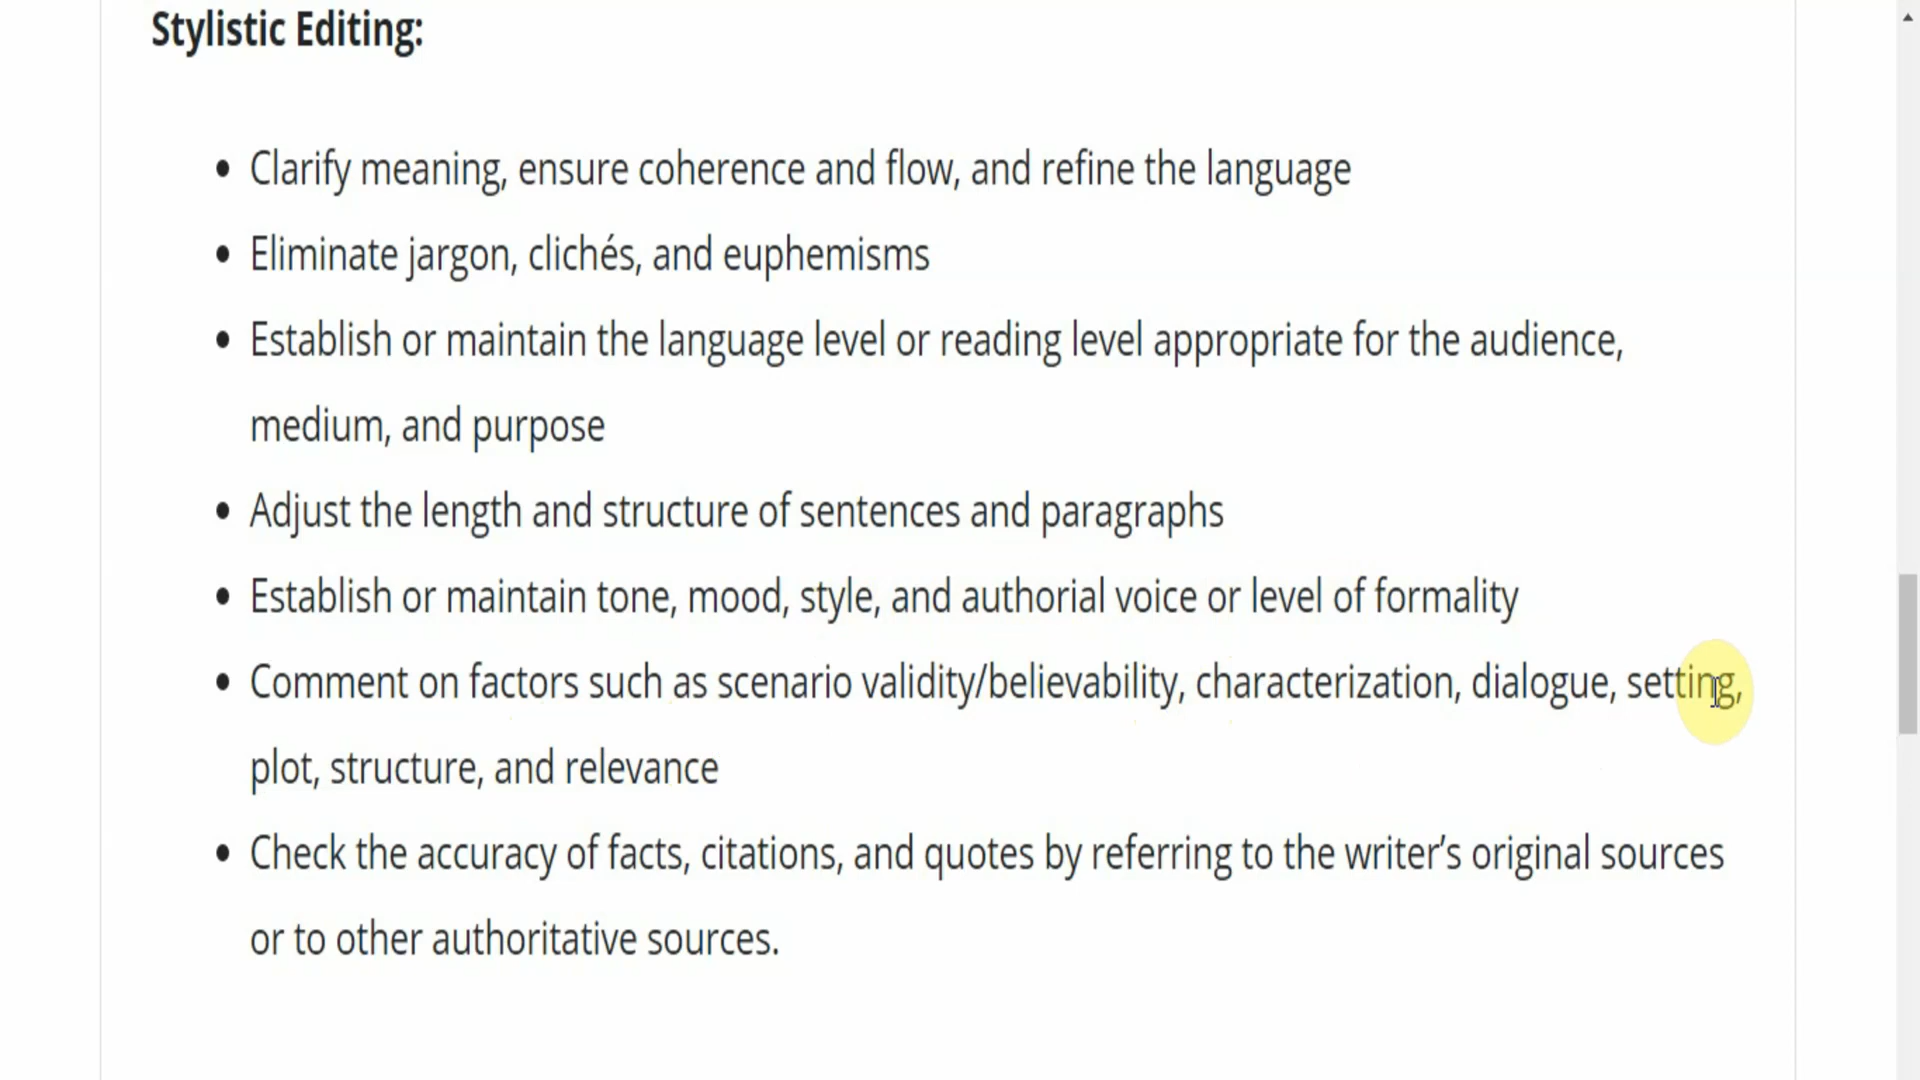 Stylistic Editing:
• Clarify meaning, ensure coherence and flow, and refine the language
• Eliminate jargon, clichés, and euphemisms
• Establish or maintain the language level or reading level appropriate for the audience,
medium, and purpose
• Adjust the length and structure of sentences and paragraphs
• Establish or maintain tone, mood, style, and authorial voice or level of formality
• Comment on factors such as scenario validity/believability, characterization, dialogue, setting,
plot, structure, and relevance
• Check the accuracy of facts, citations, and quotes by referring to the writer’s original sources
or to other authoritative sources.